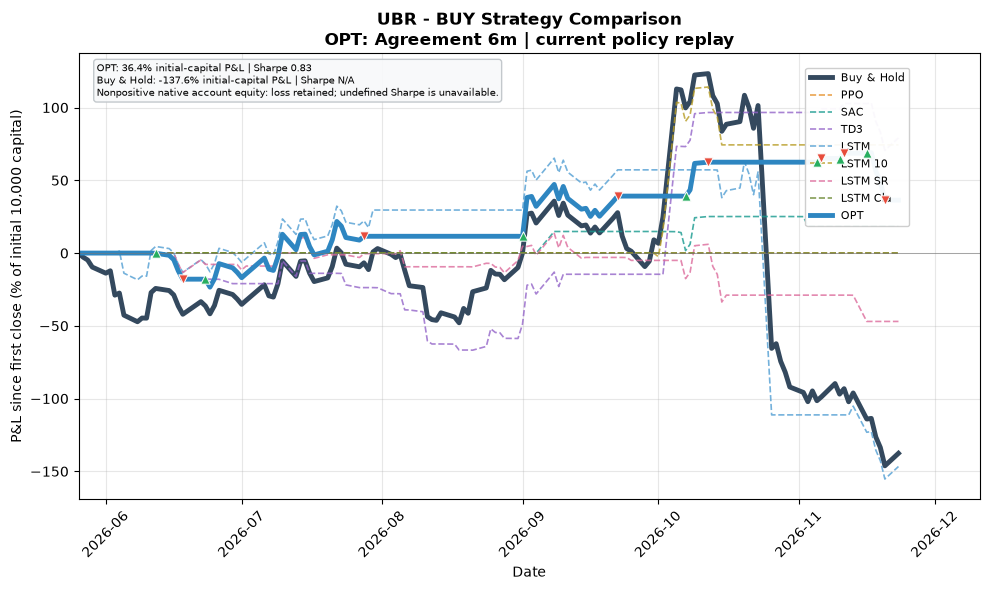 UBR - BUY Strategy Comparison
OPT: Agreement 6m | current policy replay
OPT: 36.4% initial-capital P&L | Sharpe 0.83
Buy & Hold: -137.6% initial-capital P&L | Sharpe N/A
Nonpositive native account equity: loss retained; undefined Sharpe is unavailable.
Buy & Hold
PPO
SAC
TD3
LSTM
LSTM 10
LSTM SR
LSTM
OPT
P&L since first close (% of initial 10,000 capital)
100
50
0
−50
−100
−150
2026-06
2026-07
2026-08
2026-09
2026-10
2026-11
2026-12
Date